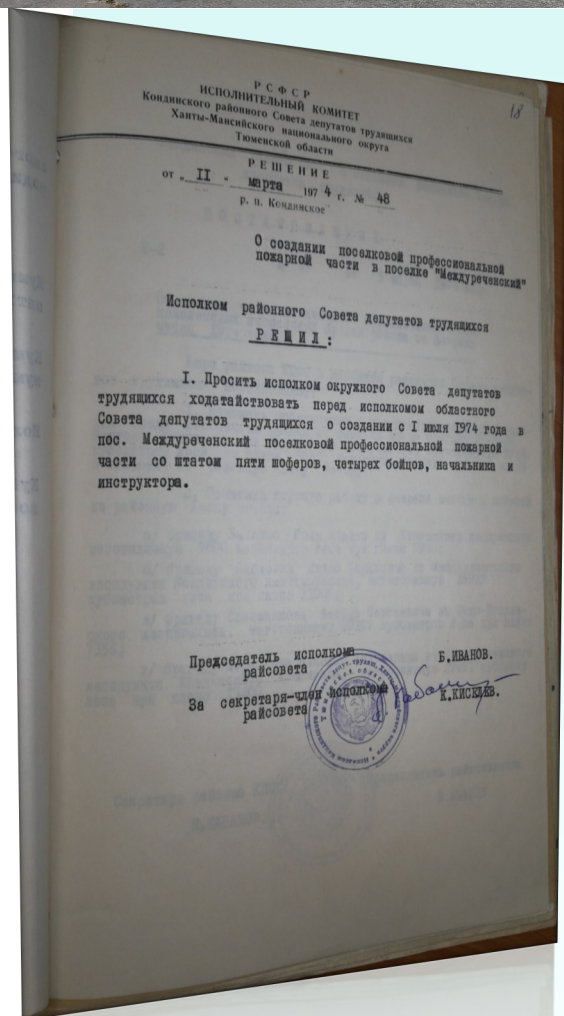 18
Р С Ф С Р
ИСПОЛНИТЕЛЬНЫЙ КОМИТЕТ
Кондинского районного Совета депутатов трудящихся
Ханты-Мансийского национального округа
Тюменской области
Р Е Ш Е Н И Е
от „ II " марта 197 4 г. № 48
р. п. Кондинское
О создании поселковой профессиональной
пожарной части в поселке "Междуреченский"
Исполком районного Совета депутатов трудящихся
Р Е Ш И Л :
I. Просить исполком окружного Совета депутатов
трудящихся ходатайствовать перед исполкомом областного
Совета депутатов трудящихся о создании с I июля 1974 года в
пос. Междуреченский поселковой профессиональной пожарной
части со штатом пяти шоферов, четырех бойцов, начальника и
инструктора.
Председатель исполкома
райсовета
Б.ИВАНОВ.
За секретаря-член исполкома
райсовета
К.КИСЕЛЕВ.